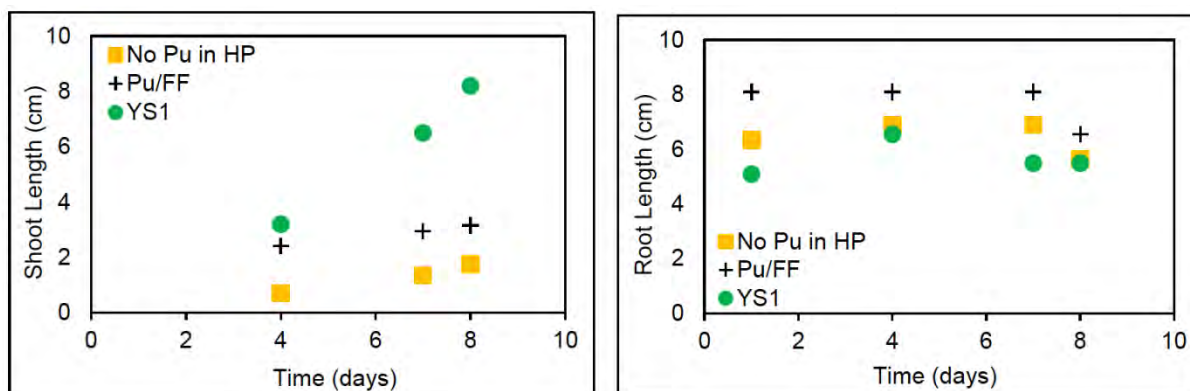 Shoot Length (cm)
10
8
6
4
2
0
No Pu in HP
Pu/FF
YS1
0 2 4 6 8 10
Time (days)
Root Length (cm)
10
8
6
4
2
0
No Pu in HP
Pu/FF
YS1
0 2 4 6 8 10
Time (days)